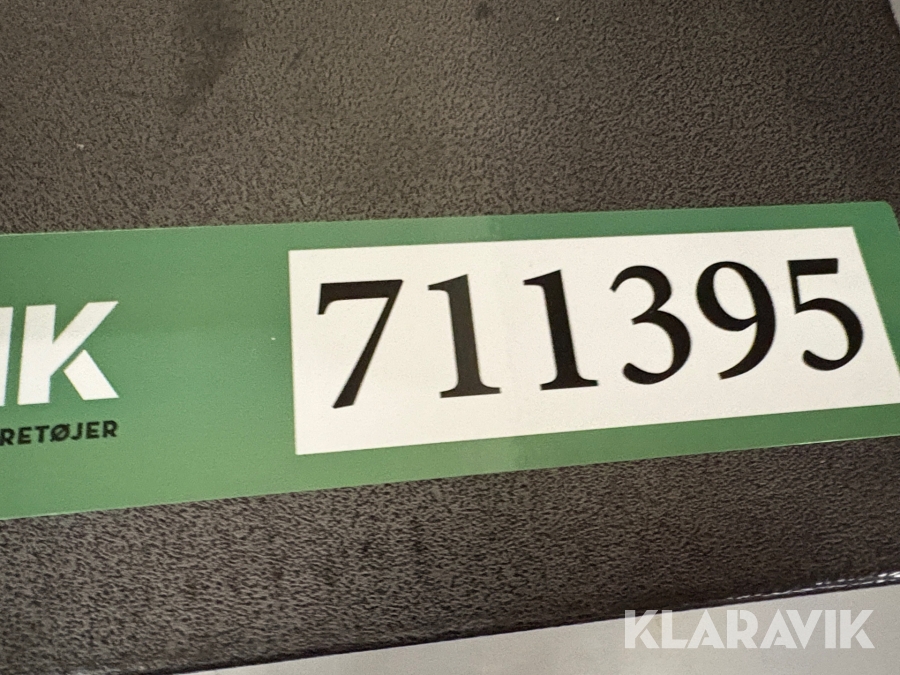 IK
711395
RETØJER
KLARAVIK